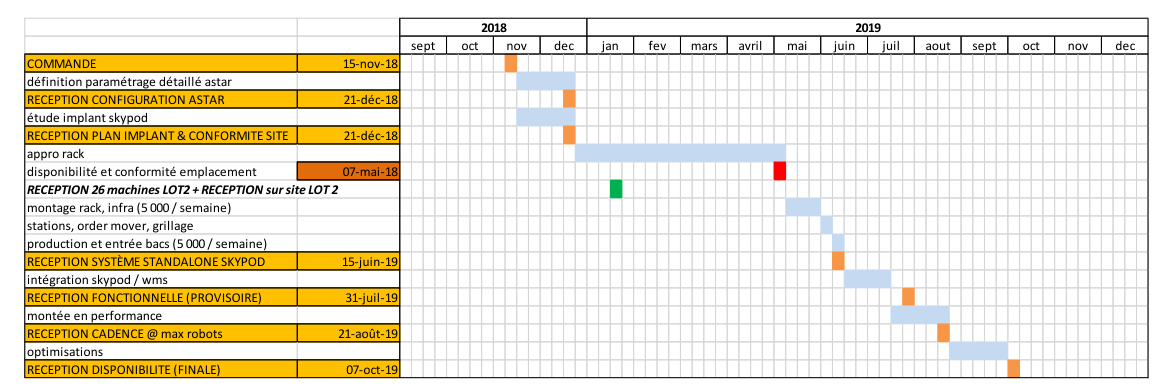 2018 2019
sept oct nov dec jan fev mars avril mai juin juil aout sept oct nov dec
COMMANDE 15-nov-18
définition paramétrage détaillé astar
RECEPTION CONFIGURATION ASTAR 21-déc-18
étude implant skypod
RECEPTION PLAN IMPLANT & CONFORMITE SITE 21-déc-18
appro rack
disponibilité et conformité emplacement 07-mai-18
RECEPTION 26 machines LOT2 + RECEPTION sur site LOT 2
montage rack, infra (5 000 / semaine)
stations, order mover, grillage
production et entrée bacs (5 000 / semaine)
RECEPTION SYSTÈME STANDALONE SKYPOD 15-juin-19
intégration skypod / wms
RECEPTION FONCTIONNELLE (PROVISOIRE) 31-juil-19
montée en performance
RECEPTION CADENCE @ max robots 21-août-19
optimisations
RECEPTION DISPONIBILITE (FINALE) 07-oct-19